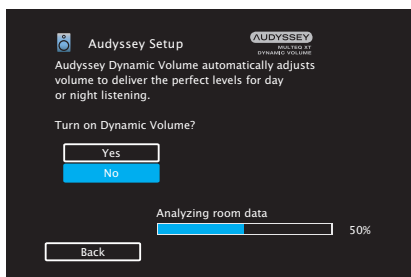 Audyssey Setup
AUDYSSEY
MULTEQ XT
DYNAMIC VOLUME
Audyssey Dynamic Volume automatically adjusts
volume to deliver the perfect levels for day
or night listening.
Turn on Dynamic Volume?
Yes
No
Analyzing room data
50%
Back